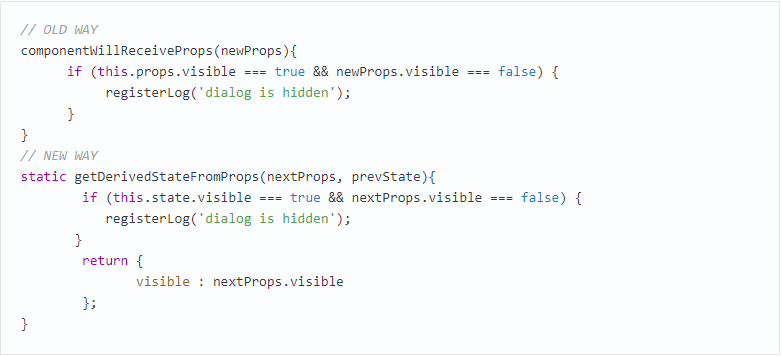 // OLD WAY
componentWillReceiveProps(newProps){
      if (this.props.visible === true && newProps.visible === false) {
           registerLog('dialog is hidden');
      }
}
// NEW WAY
static getDerivedStateFromProps(nextProps, prevState){
        if (this.state.visible === true && nextProps.visible === false) {
           registerLog('dialog is hidden');
       }
        return {
               visible : nextProps.visible
        };
}